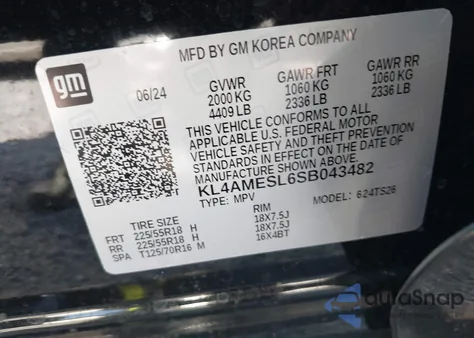 MFD BY GM KOREA COMPANY
gm
06/24
GVWR GAWR FRT GAWR RR
2000 KG 1060 KG 1060 KG
4409 LB 2336 LB 2336 LB
THIS VEHICLE CONFORMS TO ALL
APPLICABLE U.S. FEDERAL MOTOR
VEHICLE SAFETY AND THEFT PREVENTION
STANDARDS IN EFFECT ON THE DATE OF
MANUFACTURE SHOWN ABOVE.
KL4AMESL6SB043482
TYPE: MPV MODEL: 624TS26
TIRE SIZE RIM
FRT 225/55R18 H 18X7.5J
RR 225/55R18 H 18X7.5J
SPA T125/70R16 M 16X4BT
autoSnap